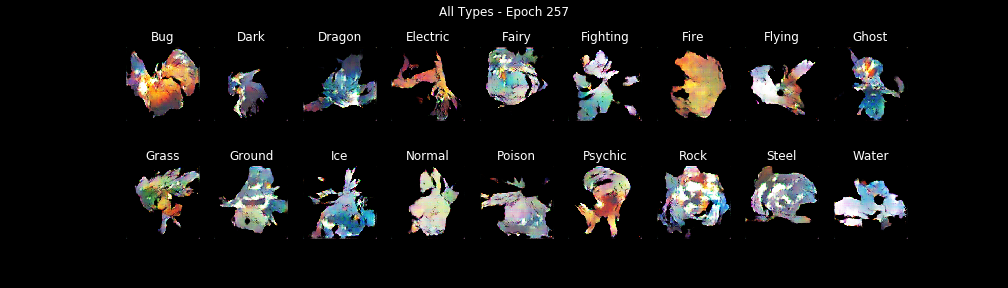 All Types - Epoch 257
Bug Dark Dragon Electric Fairy Fighting Fire Flying Ghost
Grass Ground Ice Normal Poison Psychic Rock Steel Water